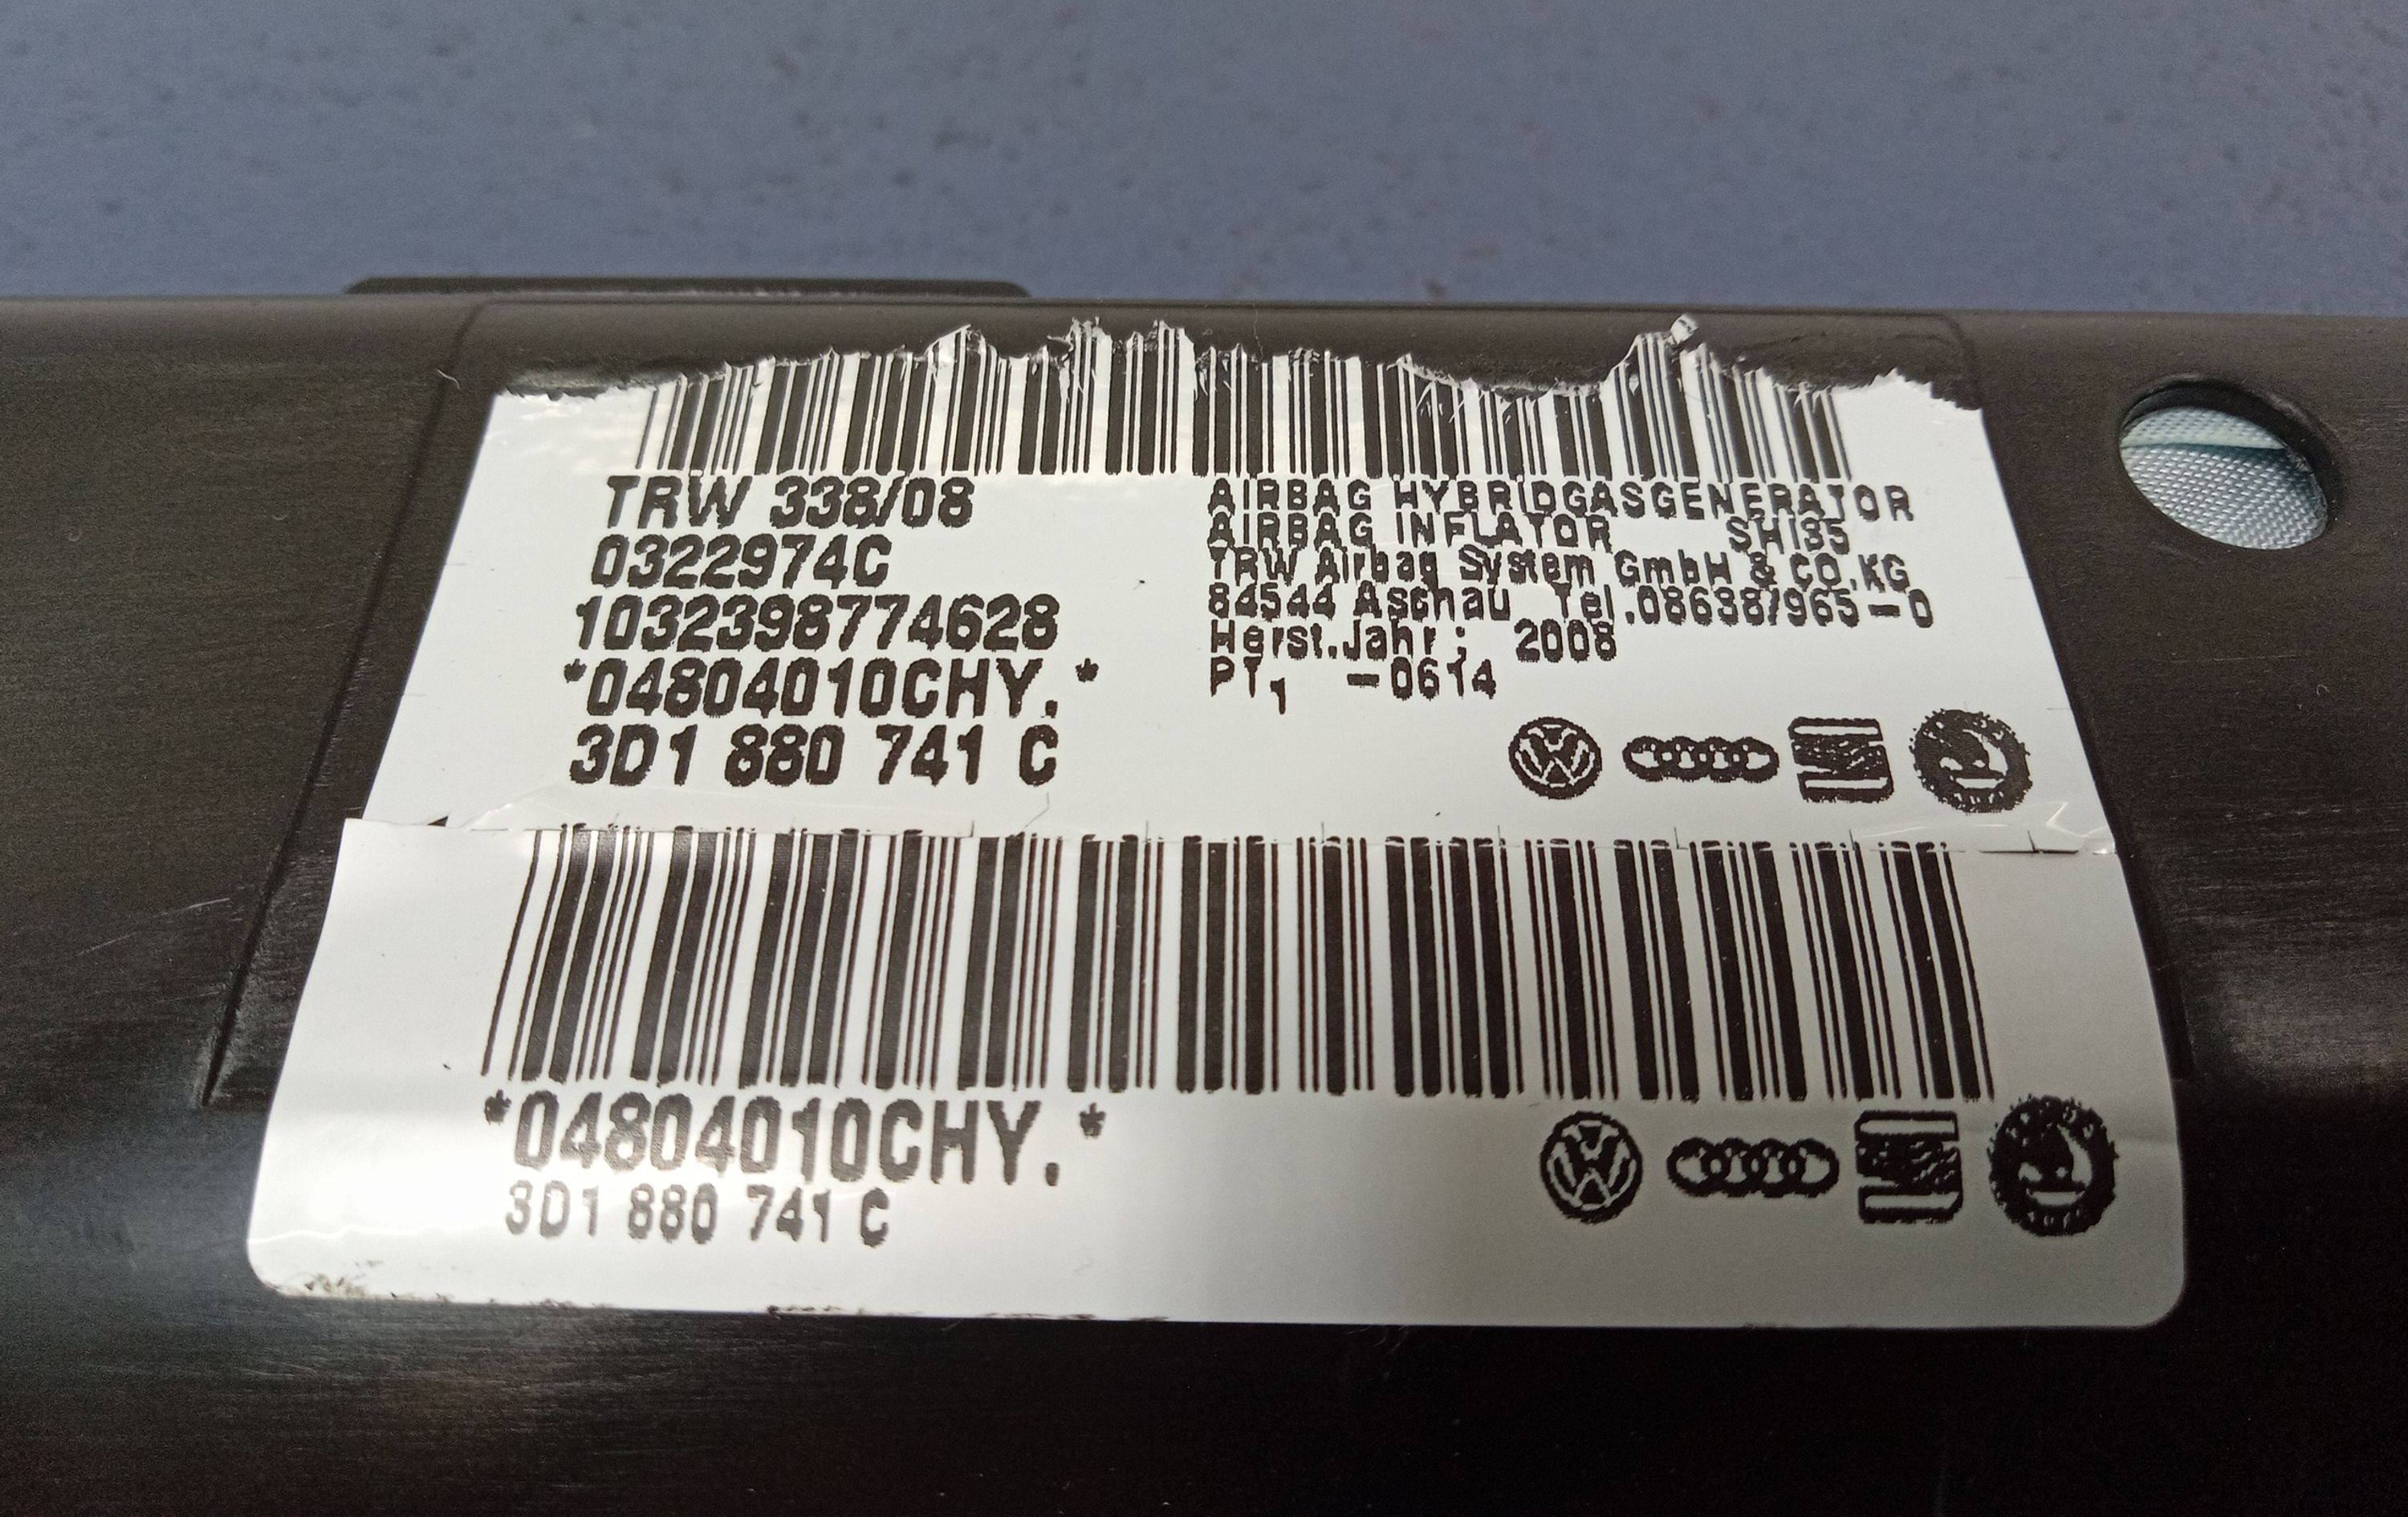 TRW 338/08
0322974C
1032398774628
*04804010CHY.*
3D1 880 741 C
AIRBAG HYBRIDGASGENERATOR
AIRBAG INFLATOR SHI35
TRW Airbag System GmbH & CO.KG
84544 Aschau Tel.08638/965-0
Herst.Jahr: 2008
PT1 -0614
*04804010CHY.*
3D1 880 741 C